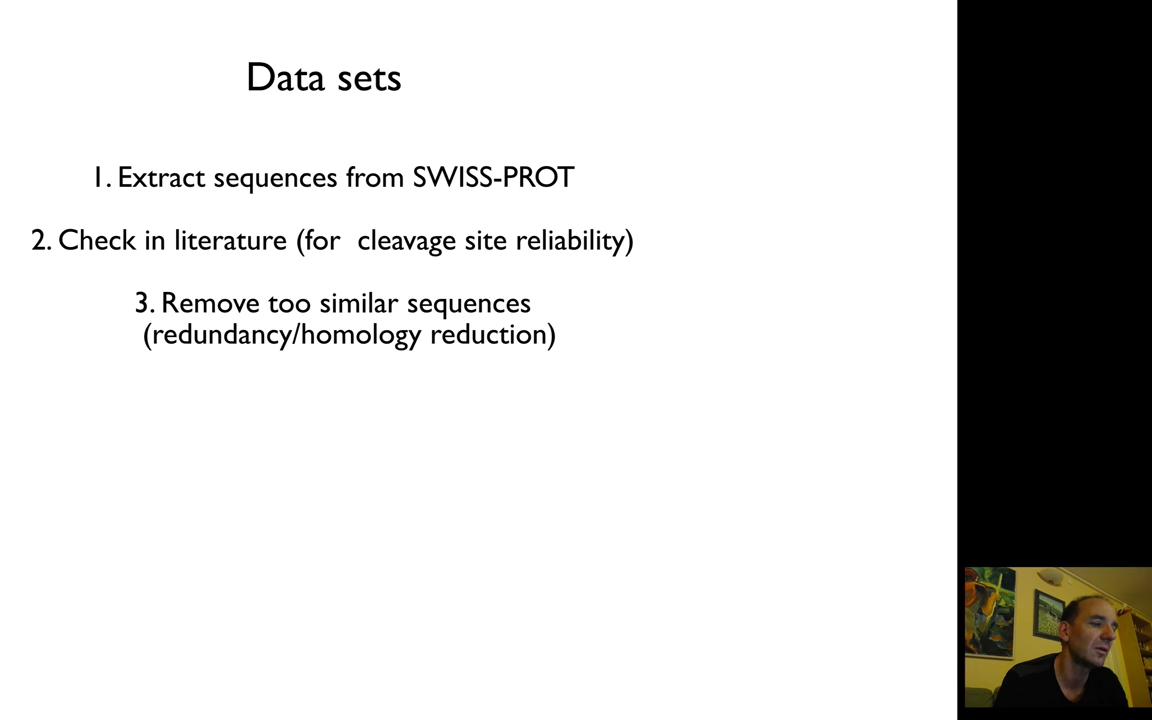 Data sets
1. Extract sequences from SWISS-PROT
2. Check in literature (for  cleavage site reliability)
3. Remove too similar sequences
(redundancy/homology reduction)